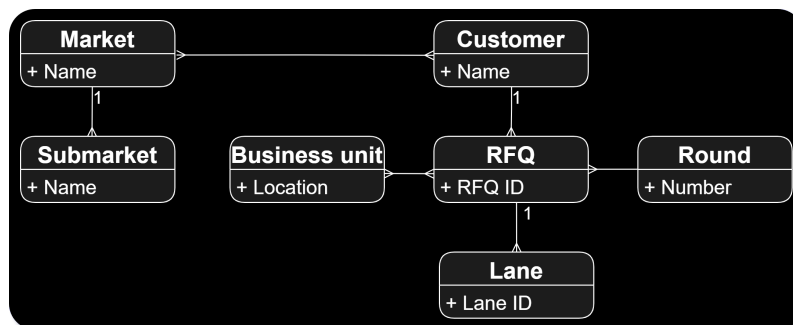 Market
+ Name
Customer
+ Name
1
1
Submarket
+ Name
Business unit
+ Location
RFQ
+ RFQ ID
Round
+ Number
1
Lane
+ Lane ID